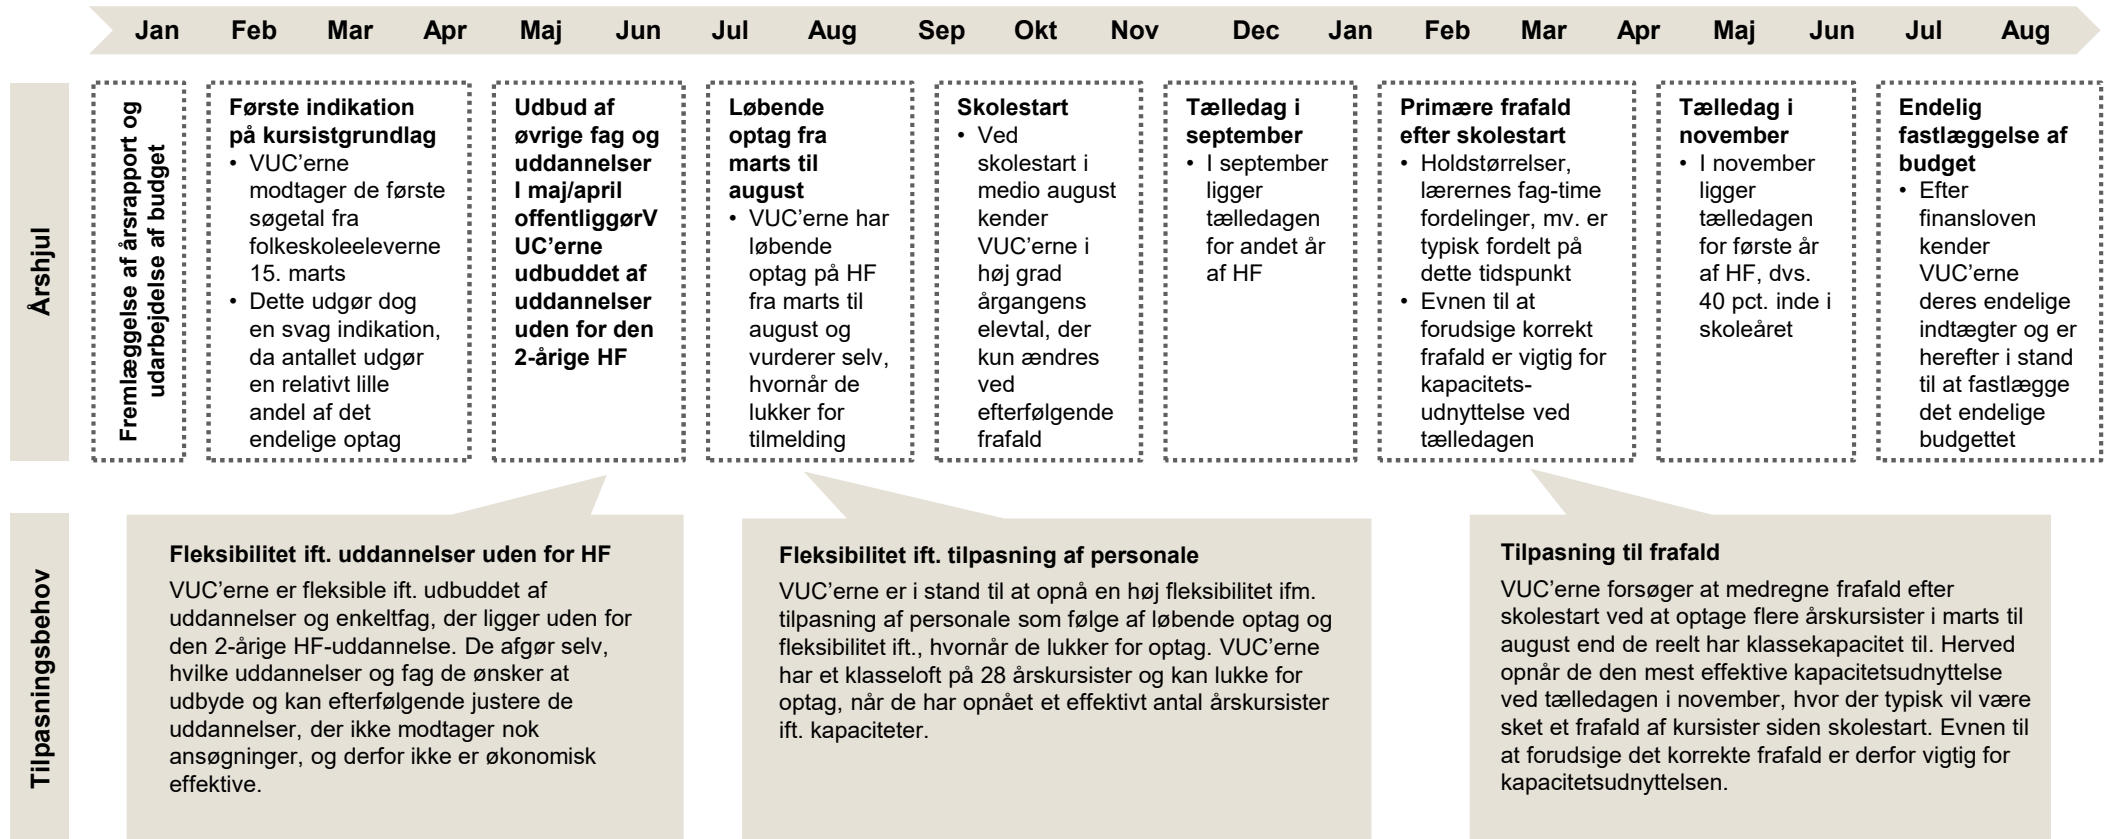 Jan Feb Mar Apr Maj Jun Jul Aug Sep Okt Nov Dec Jan Feb Mar Apr Maj Jun Jul Aug
Årshjul
Fremlæggelse af årsrapport og
udarbejdelse af budget
Første indikation
på kursistgrundlag
• VUC’erne
modtager de første
søgetal fra
folkeskoleeleverne
15. marts
• Dette udgør dog
en svag indikation,
da antallet udgør
en relativt lille
andel af det
endelige optag
Udbud af
øvrige fag og
uddannelser
I maj/april
offentliggørV
UC’erne
udbuddet af
uddannelser
uden for den
2-årige HF
Løbende
optag fra
marts til
august
• VUC’erne har
løbende
optag på HF
fra marts til
august og
vurderer selv,
hvornår de
lukker for
tilmelding
Skolestart
• Ved
skolestart i
medio august
kender
VUC’erne i
høj grad
årgangens
elevtal, der
kun ændres
ved
efterfølgende
frafald
Tælledag i
september
• I september
ligger
tælledagen
for andet år
af HF
Primære frafald
efter skolestart
• Holdstørrelser,
lærernes fag-time
fordelinger, mv. er
typisk fordelt på
dette tidspunkt
• Evnen til at
forudsige korrekt
frafald er vigtig for
kapacitets-
udnyttelse ved
tælledagen
Tælledag i
november
• I november
ligger
tælledagen
for første år
af HF, dvs.
40 pct. inde i
skoleåret
Endelig
fastlæggelse af
budget
• Efter
finansloven
kender
VUC’erne
deres endelige
indtægter og er
herefter i stand
til at fastlægge
det endelige
budgettet
Tilpasningsbehov
Fleksibilitet ift. uddannelser uden for HF
VUC’erne er fleksible ift. udbuddet af
uddannelser og enkeltfag, der ligger uden for
den 2-årige HF-uddannelse. De afgør selv,
hvilke uddannelser og fag de ønsker at
udbyde og kan efterfølgende justere de
uddannelser, der ikke modtager nok
ansøgninger, og derfor ikke er økonomisk
effektive.
Fleksibilitet ift. tilpasning af personale
VUC’erne er i stand til at opnå en høj fleksibilitet ifm.
tilpasning af personale som følge af løbende optag og
fleksibilitet ift., hvornår de lukker for optag. VUC’erne
har et klasseloft på 28 årskursister og kan lukke for
optag, når de har opnået et effektivt antal årskursister
ift. kapaciteter.
Tilpasning til frafald
VUC’erne forsøger at medregne frafald efter
skolestart ved at optage flere årskursister i marts til
august end de reelt har klassekapacitet til. Herved
opnår de den mest effektive kapacitetsudnyttelse
ved tælledagen i november, hvor der typisk vil være
sket et frafald af kursister siden skolestart. Evnen til
at forudsige det korrekte frafald er derfor vigtig for
kapacitetsudnyttelsen.